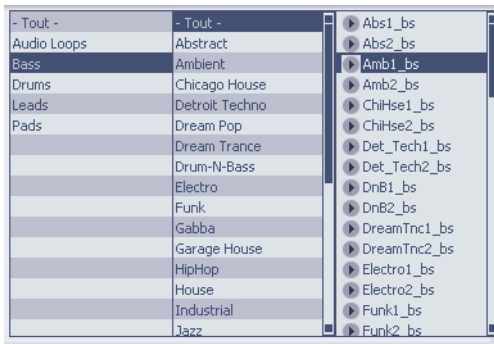 - Tout -
Audio Loops
Bass
Drums
Leads
Pads
- Tout -
Abstract
Ambient
Chicago House
Detroit Techno
Dream Pop
Dream Trance
Drum-N-Bass
Electro
Funk
Gabba
Garage House
HipHop
House
Industrial
Jazz
Abs1_bs
Abs2_bs
Amb1_bs
Amb2_bs
ChiHse1_bs
ChiHse2_bs
Det_Tech1_bs
Det_Tech2_bs
DnB1_bs
DnB2_bs
DreamTnc1_bs
DreamTnc2_bs
Electro1_bs
Electro2_bs
Funk1_bs
Funk2_bs